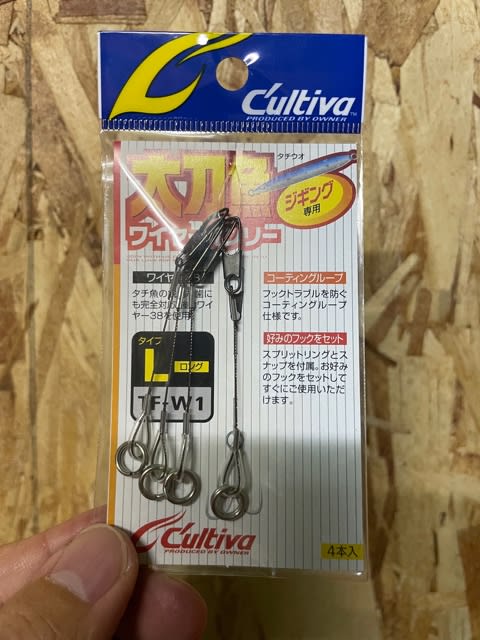 C'ultiva
PRODUCED BY OWNER
太刀魚
タチウオ
ジギング
専用
コーティングループ
フックトラブルを防ぐ
コーティングループ
仕様です。
タチ魚の
にも
ヤー38を使用。
好みのフックをセット
スプリットリングとス
ナップを付属。お好み
のフックをセットして
すぐにご使用いただ
けます。
タイプ
L
ロング
TF-W1
C'ultiva
PRODUCED BY OWNER
4本入